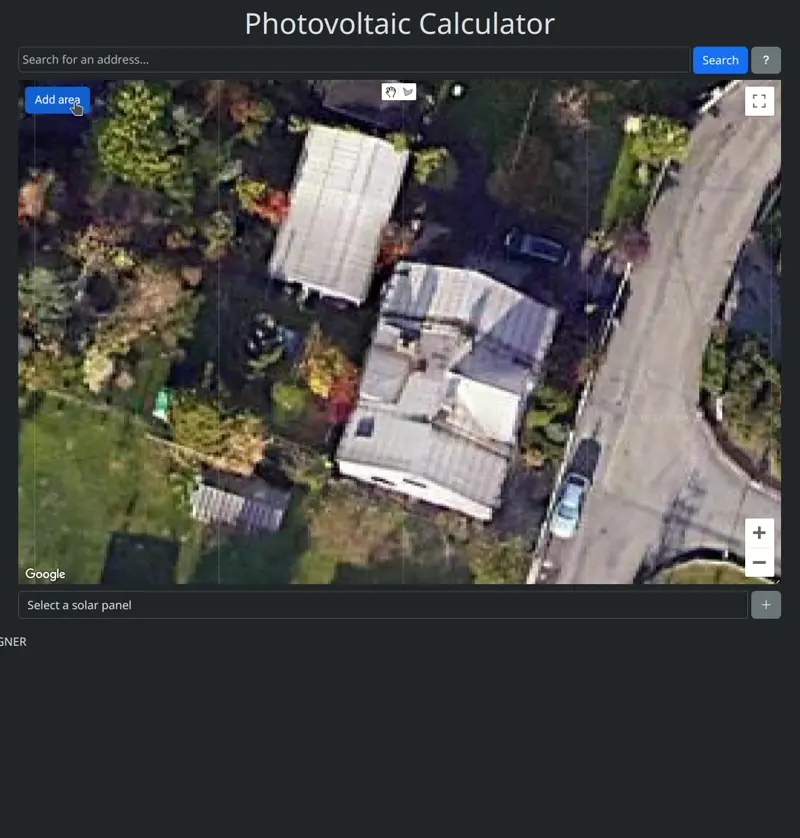 Photovoltaic Calculator
Search for an address...
Search
?
Add area
Google
+
−
Select a solar panel
+
GNER